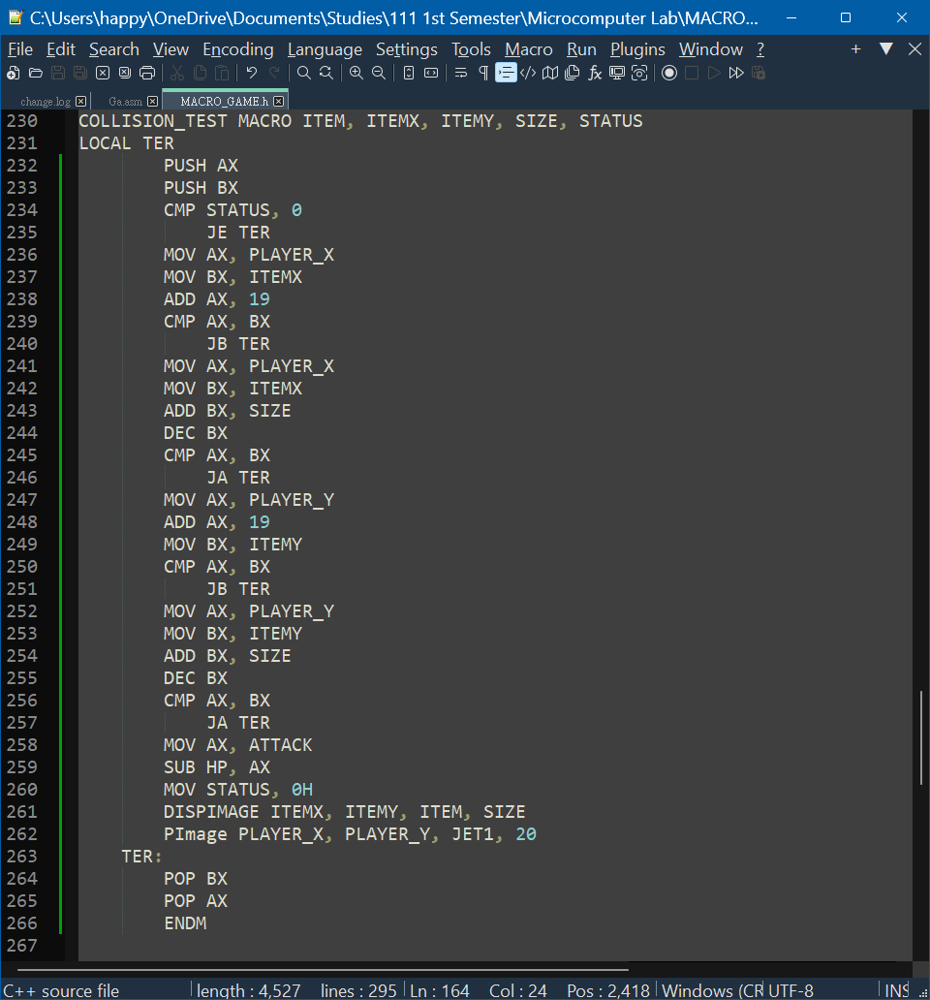 C:\Users\happy\OneDrive\Documents\Studies\111 1st Semester\Microcomputer Lab\MACRO...
File Edit Search View Encoding Language Settings Tools Macro Run Plugins Window ?
change.log Ga.asm MACRO_GAME.h
230 COLLISION_TEST MACRO ITEM, ITEMX, ITEMY, SIZE, STATUS
231 LOCAL TER
232 PUSH AX
233 PUSH BX
234 CMP STATUS, 0
235 JE TER
236 MOV AX, PLAYER_X
237 MOV BX, ITEMX
238 ADD AX, 19
239 CMP AX, BX
240 JB TER
241 MOV AX, PLAYER_X
242 MOV BX, ITEMX
243 ADD BX, SIZE
244 DEC BX
245 CMP AX, BX
246 JA TER
247 MOV AX, PLAYER_Y
248 ADD AX, 19
249 MOV BX, ITEMY
250 CMP AX, BX
251 JB TER
252 MOV AX, PLAYER_Y
253 MOV BX, ITEMY
254 ADD BX, SIZE
255 DEC BX
256 CMP AX, BX
257 JA TER
258 MOV AX, ATTACK
259 SUB HP, AX
260 MOV STATUS, 0H
261 DISPIMAGE ITEMX, ITEMY, ITEM, SIZE
262 PImage PLAYER_X, PLAYER_Y, JET1, 20
263 TER:
264 POP BX
265 POP AX
266 ENDM
267
C++ source file length : 4,527 lines : 295 Ln : 164 Col : 24 Pos : 2,418 Windows (CR UTF-8 INS